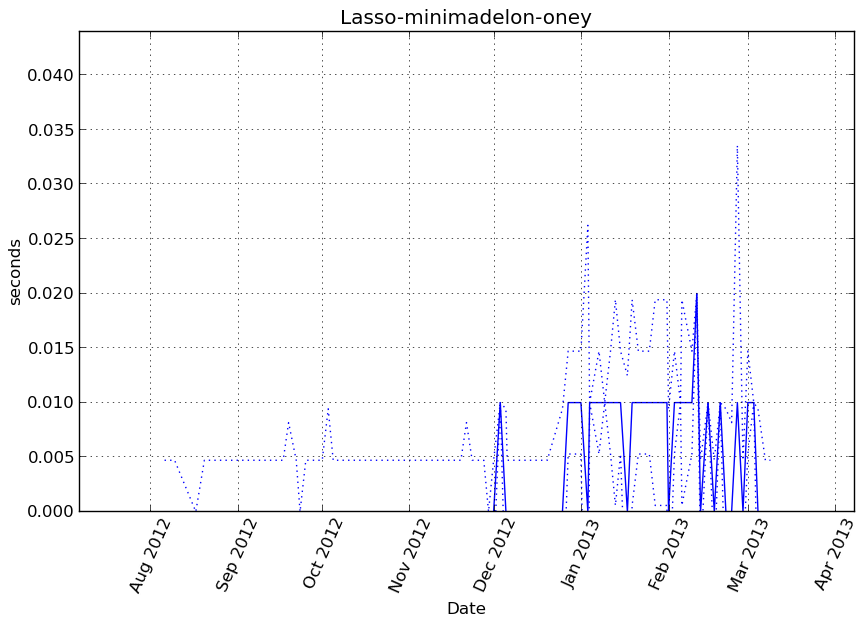 Lasso-minimadelon-oney
0.040
0.035
0.030
0.025
0.020
0.015
0.010
0.005
0.000
seconds
Aug 2012
Sep 2012
Oct 2012
Nov 2012
Dec 2012
Jan 2013
Feb 2013
Mar 2013
Apr 2013
Date